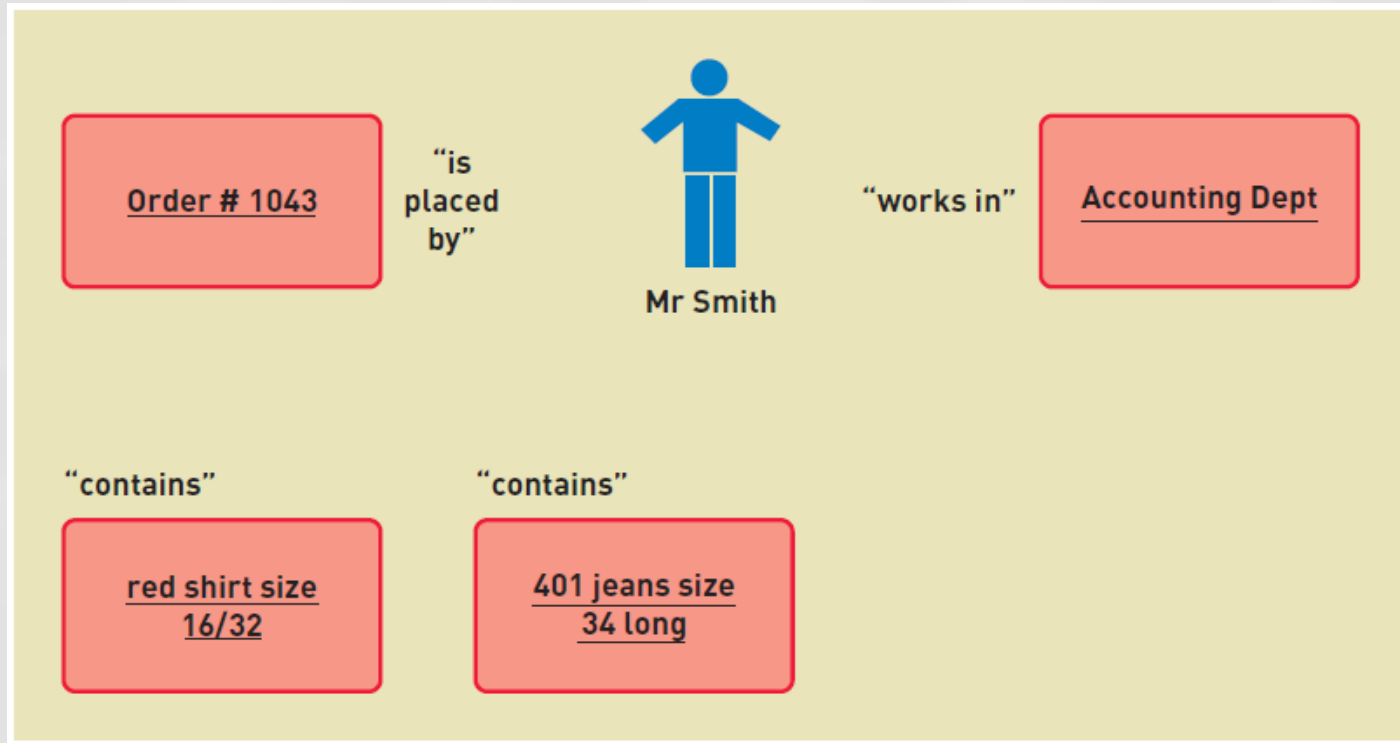 Order # 1043
“is
placed
by”
Mr Smith
“works in”
Accounting Dept
“contains”
red shirt size
16/32
“contains”
401 jeans size
34 long